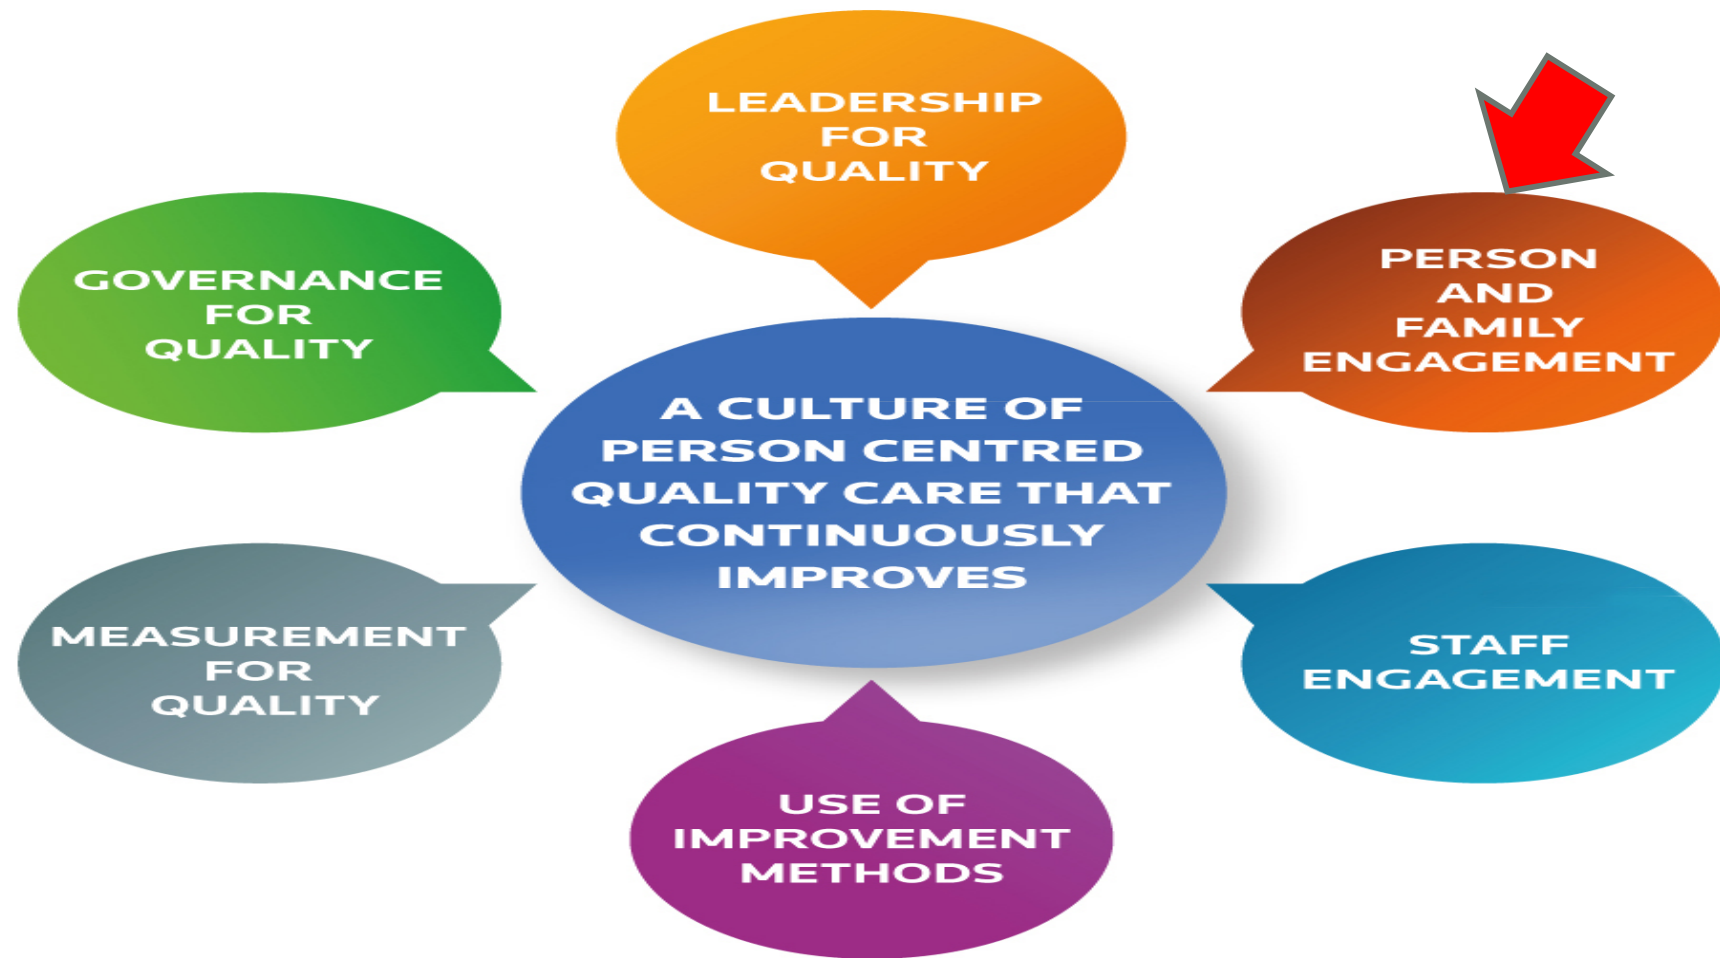 LEADERSHIP
FOR
QUALITY
PERSON
AND
FAMILY
ENGAGEMENT
GOVERNANCE
FOR
QUALITY
A CULTURE OF
PERSON CENTRED
QUALITY CARE THAT
CONTINUOUSLY
IMPROVES
MEASUREMENT
FOR
QUALITY
STAFF
ENGAGEMENT
USE OF
IMPROVEMENT
METHODS